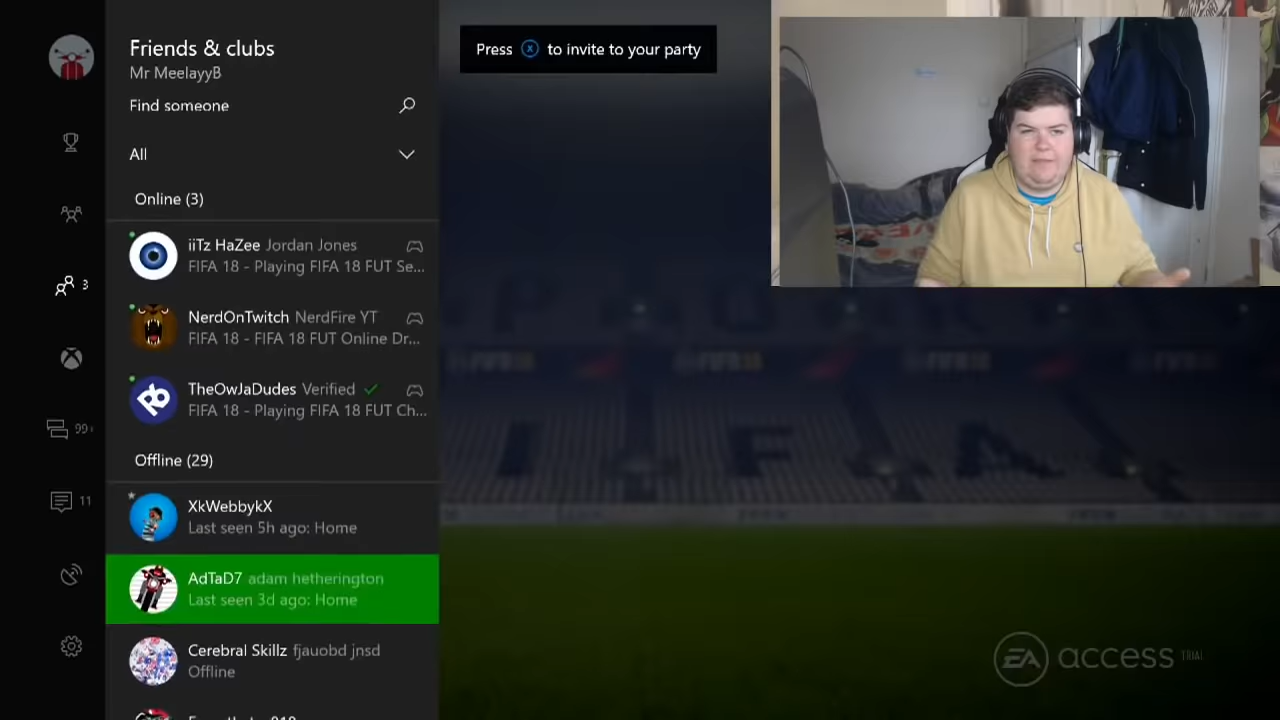 Friends & clubs
Mr MeelayyB
Find someone
All
Online (3)
iiTz HaZee Jordan Jones
FIFA 18 - Playing FIFA 18 FUT Se...
NerdOnTwitch NerdFire YT
FIFA 18 - FIFA 18 FUT Online Dr...
TheOwJaDudes Verified
FIFA 18 - Playing FIFA 18 FUT Ch...
Offline (29)
XkWebbykX
Last seen 5h ago: Home
AdTaD7 adam hetherington
Last seen 3d ago: Home
Cerebral Skillz fjauobd jnsd
Offline
3
99+
11
Press X to invite to your party
EA access TRIAL